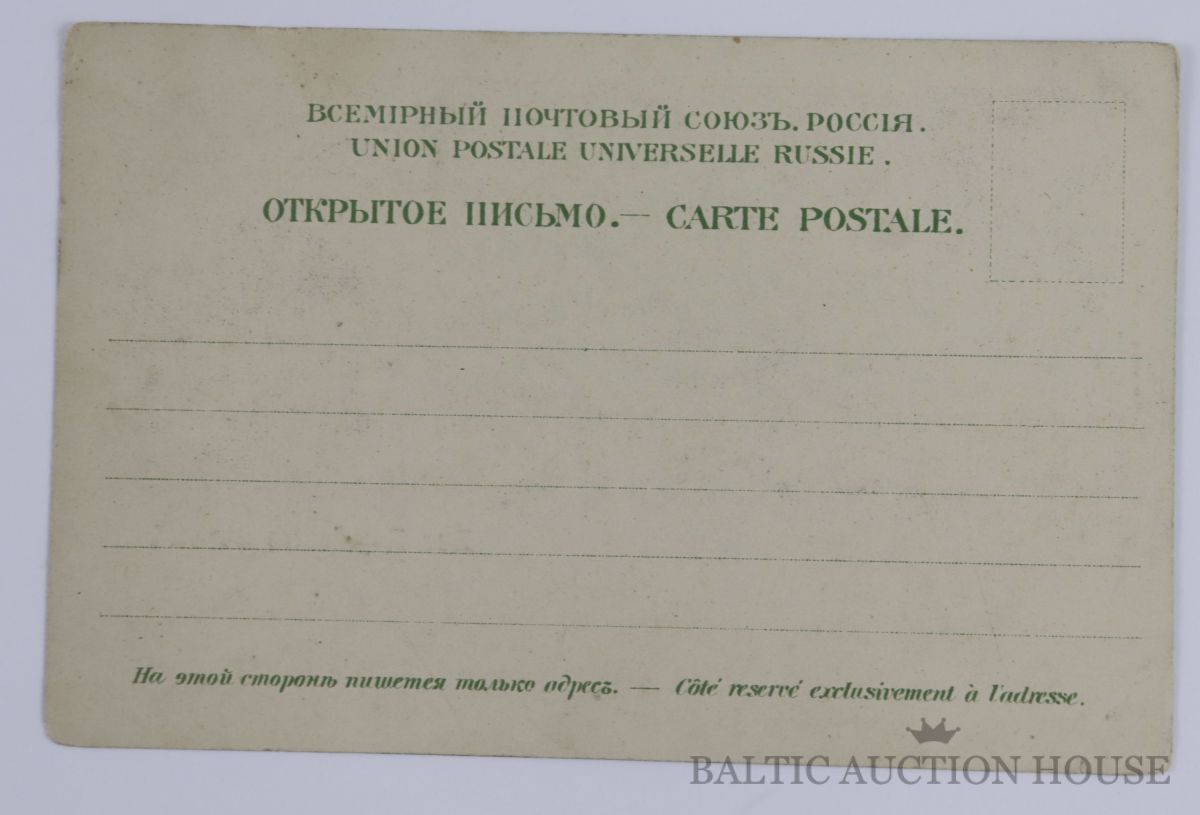 ВСЕМІРНЫЙ ПОЧТОВЫЙ СОЮЗЪ. РОССІЯ.
UNION POSTALE UNIVERSELLE RUSSIE.
ОТКРЫТОЕ ПИСЬМО.— CARTE POSTALE.
На этой сторонѣ пишется только адресъ. — Côté reservé exclusivement à l'adresse.
BALTIC AUCTION HOUSE